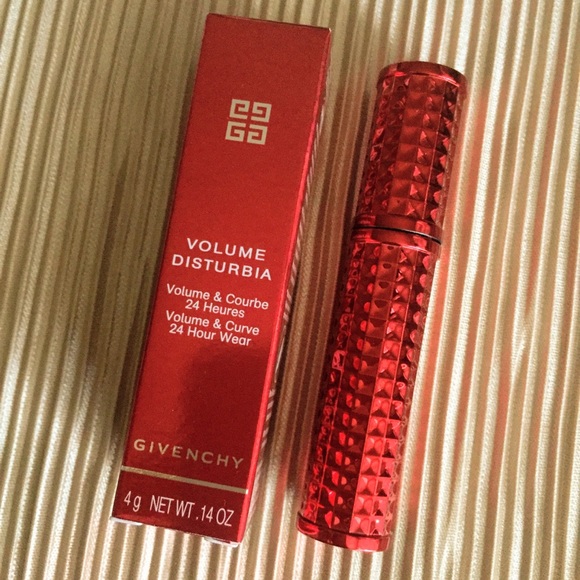 VOLUME
DISTURBIA
Volume & Courbe
24 Heures
Volume & Curve
24 Hour Wear
GIVENCHY
4 g NET WT. .14 OZ